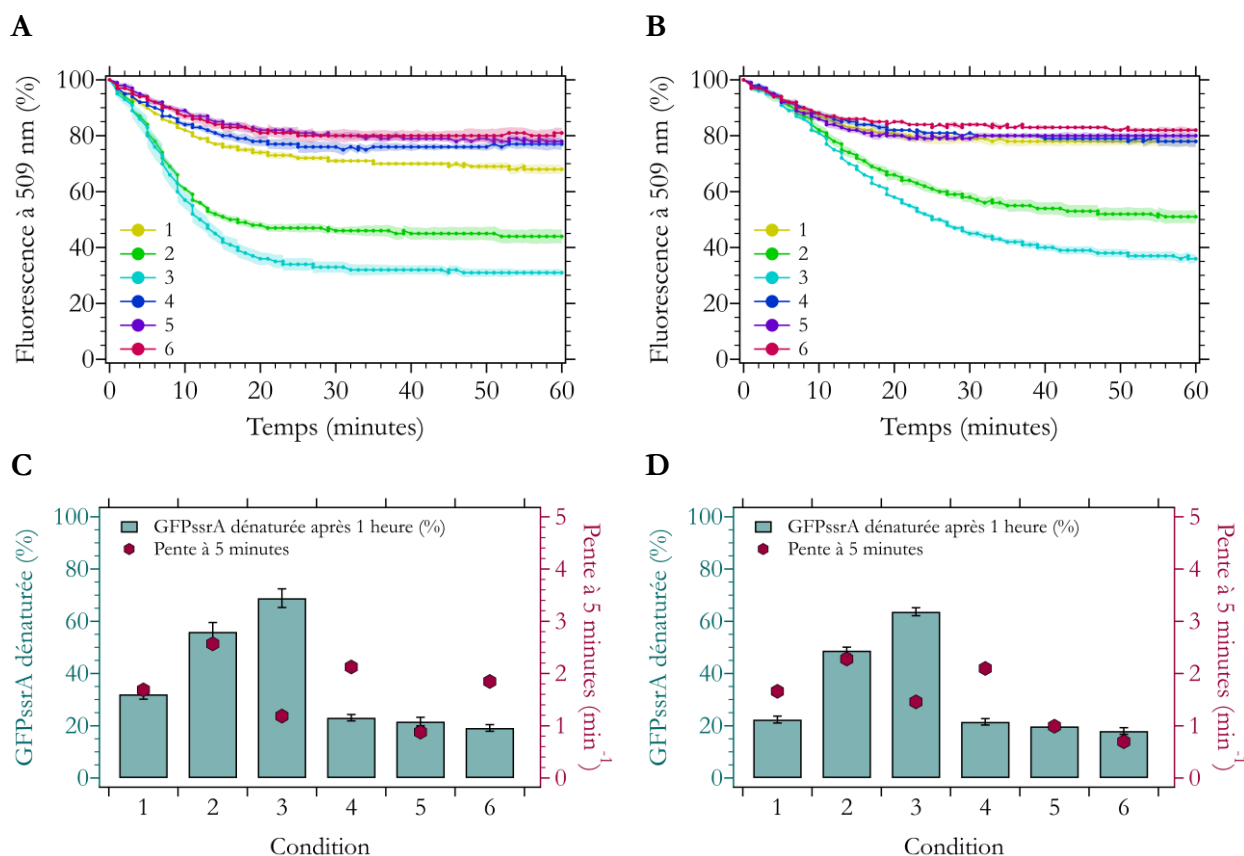 A
Fluorescence à 509 nm (%)
100
80
60
40
20
0
1
2
3
4
5
6
0 10 20 30 40 50 60
Temps (minutes)
B
Fluorescence à 509 nm (%)
100
80
60
40
20
0
1
2
3
4
5
6
0 10 20 30 40 50 60
Temps (minutes)
C
GFPssrA dénaturée (%)
100
80
60
40
20
0
GFPssrA dénaturée après 1 heure (%)
Pente à 5 minutes
5
4
3
2
1
0
Pente à 5 minutes (min⁻¹)
1 2 3 4 5 6
Condition
D
GFPssrA dénaturée (%)
100
80
60
40
20
0
GFPssrA dénaturée après 1 heure (%)
Pente à 5 minutes
5
4
3
2
1
0
Pente à 5 minutes (min⁻¹)
1 2 3 4 5 6
Condition